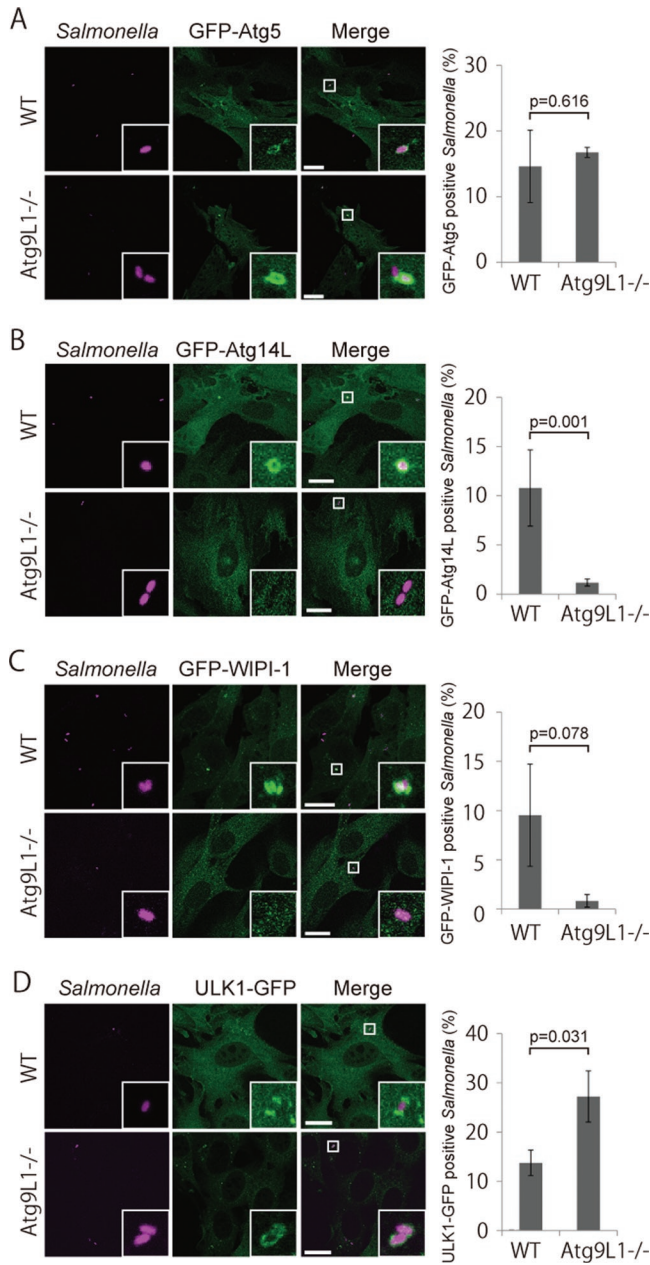 A
Salmonella GFP-Atg5 Merge
WT
Atg9L1-/-
GFP-Atg5 positive Salmonella (%)
30
20
10
0
p=0.616
WT Atg9L1-/-
B
Salmonella GFP-Atg14L Merge
WT
Atg9L1-/-
GFP-Atg14L positive Salmonella (%)
20
15
10
5
0
p=0.001
WT Atg9L1-/-
C
Salmonella GFP-WIPI-1 Merge
WT
Atg9L1-/-
GFP-WIPI-1 positive Salmonella (%)
20
15
10
5
0
p=0.078
WT Atg9L1-/-
D
Salmonella ULK1-GFP Merge
WT
Atg9L1-/-
ULK1-GFP positive Salmonella (%)
40
30
20
10
0
p=0.031
WT Atg9L1-/-